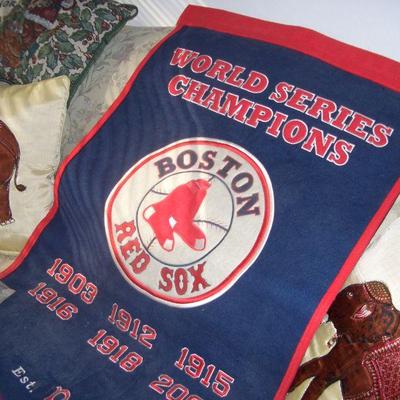 WORLD SERIES
CHAMPIONS
BOSTON
RED SOX
1903 1912 1915
1916 1918
Est.